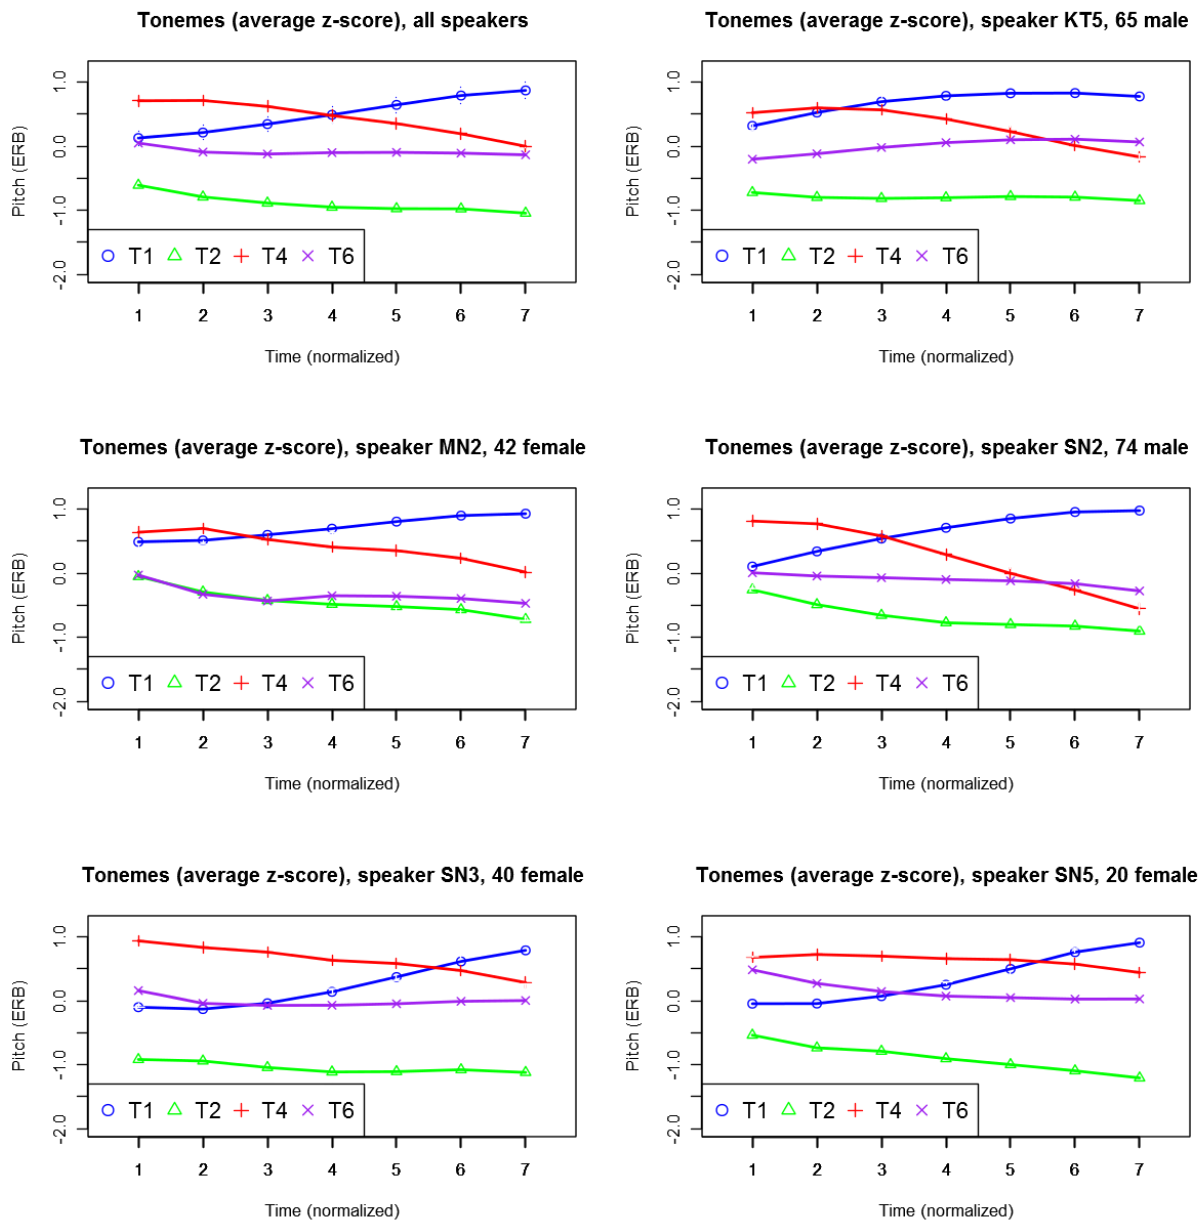 Tonemes (average z-score), all speakers
Pitch (ERB)
1.0
0.0
-1.0
-2.0
T1 T2 T4 T6
1 2 3 4 5 6 7
Time (normalized)
Tonemes (average z-score), speaker KT5, 65 male
Pitch (ERB)
1.0
0.0
-1.0
-2.0
T1 T2 T4 T6
1 2 3 4 5 6 7
Time (normalized)
Tonemes (average z-score), speaker MN2, 42 female
Pitch (ERB)
1.0
0.0
-1.0
-2.0
T1 T2 T4 T6
1 2 3 4 5 6 7
Time (normalized)
Tonemes (average z-score), speaker SN2, 74 male
Pitch (ERB)
1.0
0.0
-1.0
-2.0
T1 T2 T4 T6
1 2 3 4 5 6 7
Time (normalized)
Tonemes (average z-score), speaker SN3, 40 female
Pitch (ERB)
1.0
0.0
-1.0
-2.0
T1 T2 T4 T6
1 2 3 4 5 6 7
Time (normalized)
Tonemes (average z-score), speaker SN5, 20 female
Pitch (ERB)
1.0
0.0
-1.0
-2.0
T1 T2 T4 T6
1 2 3 4 5 6 7
Time (normalized)